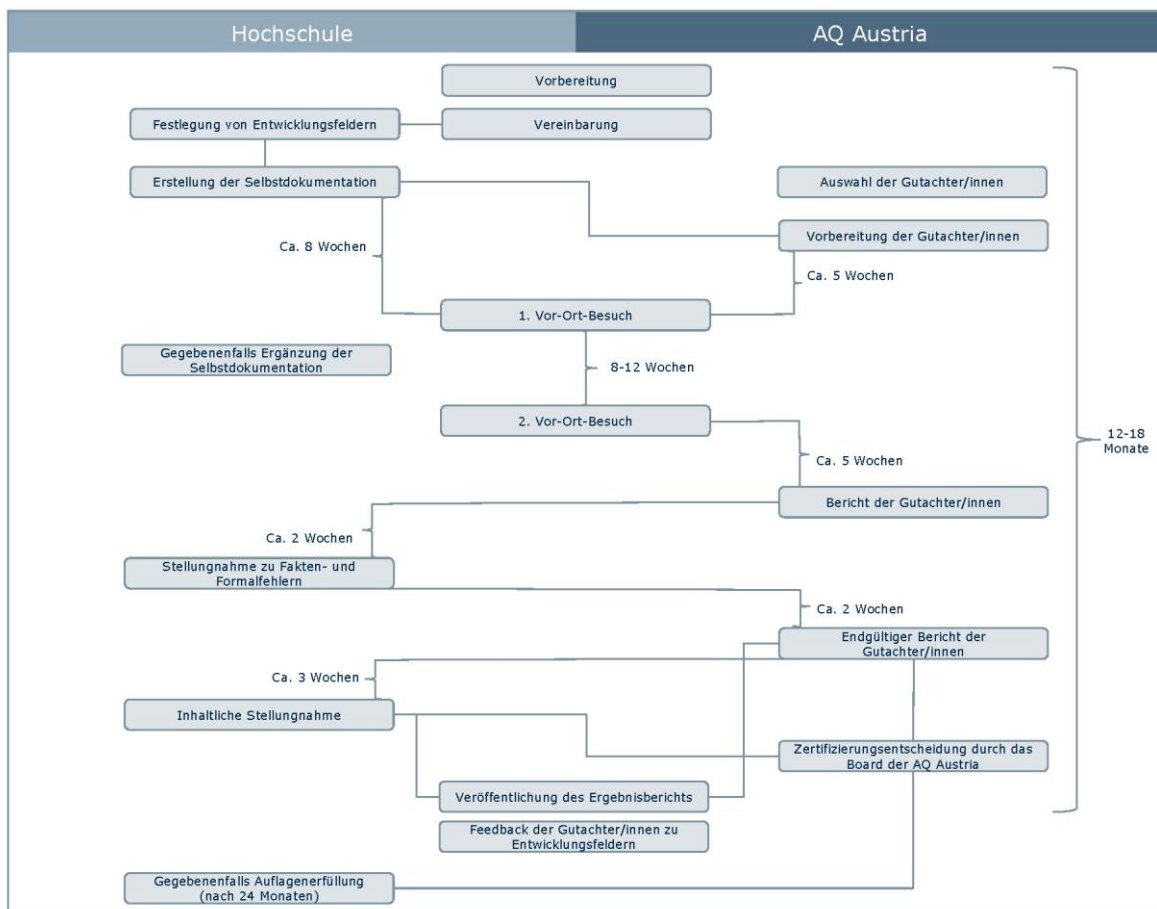 Hochschule
AQ Austria
Vorbereitung
Festlegung von Entwicklungsfeldern
Vereinbarung
Erstellung der Selbstdokumentation
Auswahl der Gutachter/innen
Vorbereitung der Gutachter/innen
Ca. 8 Wochen
Ca. 5 Wochen
1. Vor-Ort-Besuch
Gegebenenfalls Ergänzung der
Selbstdokumentation
8-12 Wochen
2. Vor-Ort-Besuch
12-18
Monate
Ca. 5 Wochen
Bericht der Gutachter/innen
Ca. 2 Wochen
Stellungnahme zu Fakten- und
Formalfehlern
Ca. 2 Wochen
Endgültiger Bericht der
Gutachter/innen
Ca. 3 Wochen
Inhaltliche Stellungnahme
Zertifizierungsentscheidung durch das
Board der AQ Austria
Veröffentlichung des Ergebnisberichts
Feedback der Gutachter/innen zu
Entwicklungsfeldern
Gegebenenfalls Auflagenerfüllung
(nach 24 Monaten)